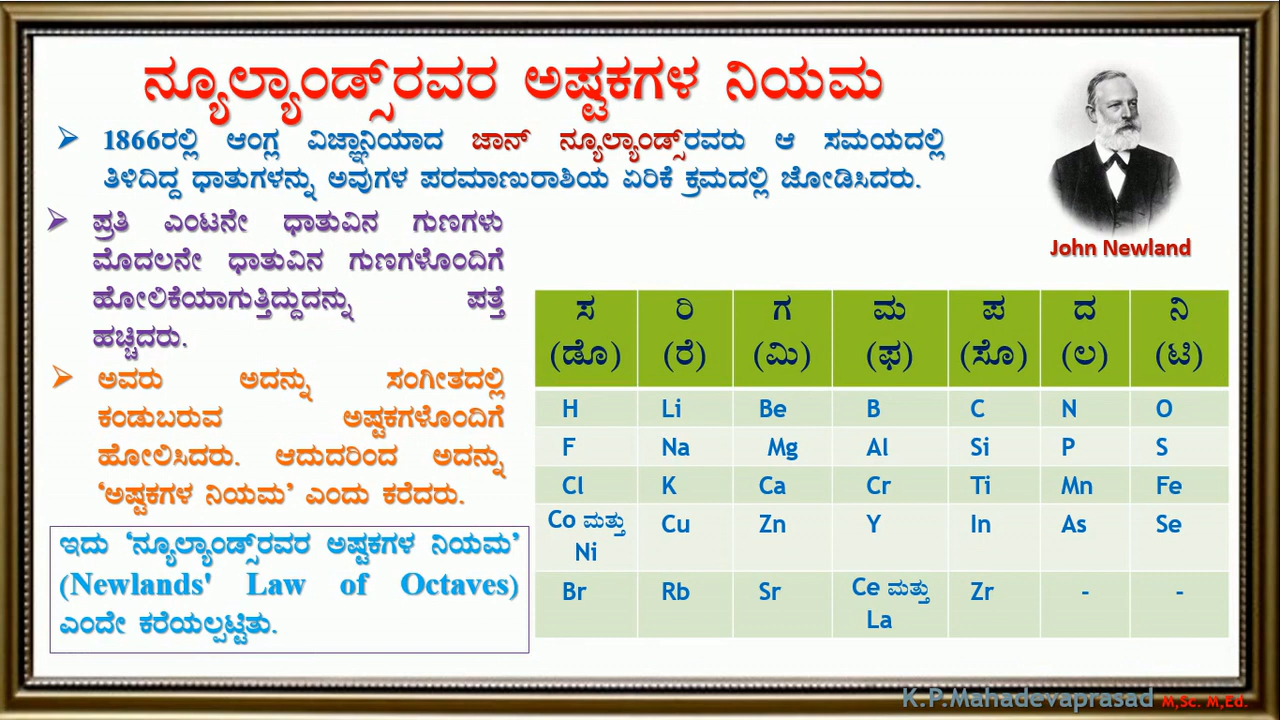 ನ್ಯೂಲ್ಯಾಂಡ್ಸ್‌ರವರ ಅಷ್ಟಕಗಳ ನಿಯಮ
1866ರಲ್ಲಿ ಆಂಗ್ಲ ವಿಜ್ಞಾನಿಯಾದ ಜಾನ್ ನ್ಯೂಲ್ಯಾಂಡ್ಸ್‌ರವರು ಆ ಸಮಯದಲ್ಲಿ
ತಿಳಿದಿದ್ದ ಧಾತುಗಳನ್ನು ಅವುಗಳ ಪರಮಾಣುರಾಶಿಯ ಏರಿಕೆ ಕ್ರಮದಲ್ಲಿ ಜೋಡಿಸಿದರು.
ಪ್ರತಿ ಎಂಟನೇ ಧಾತುವಿನ ಗುಣಗಳು
ಮೊದಲನೇ ಧಾತುವಿನ ಗುಣಗಳೊಂದಿಗೆ
ಹೋಲಿಕೆಯಾಗುತ್ತಿದ್ದುದನ್ನು ಪತ್ತೆ
ಹಚ್ಚಿದರು.
ಅವರು ಅದನ್ನು ಸಂಗೀತದಲ್ಲಿ
ಕಂಡುಬರುವ ಅಷ್ಟಕಗಳೊಂದಿಗೆ
ಹೋಲಿಸಿದರು. ಆದುದರಿಂದ ಅದನ್ನು
‘ಅಷ್ಟಕಗಳ ನಿಯಮ’ ಎಂದು ಕರೆದರು.
ಇದು ‘ನ್ಯೂಲ್ಯಾಂಡ್ಸ್‌ರವರ ಅಷ್ಟಕಗಳ ನಿಯಮ’
(Newlands' Law of Octaves)
ಎಂದೇ ಕರೆಯಲ್ಪಟ್ಟಿತು.
John Newland
ಸ ರಿ ಗ ಮ ಪ ದ ನಿ
(ಡೊ) (ರೆ) (ಮಿ) (ಫ) (ಸೊ) (ಲ) (ಟಿ)
H Li Be B C N O
F Na Mg Al Si P S
Cl K Ca Cr Ti Mn Fe
Co ಮತ್ತು Cu Zn Y In As Se
Ni
Br Rb Sr Ce ಮತ್ತು Zr - -
La
K.P.Mahadevaprasad M,Sc. M,Ed.